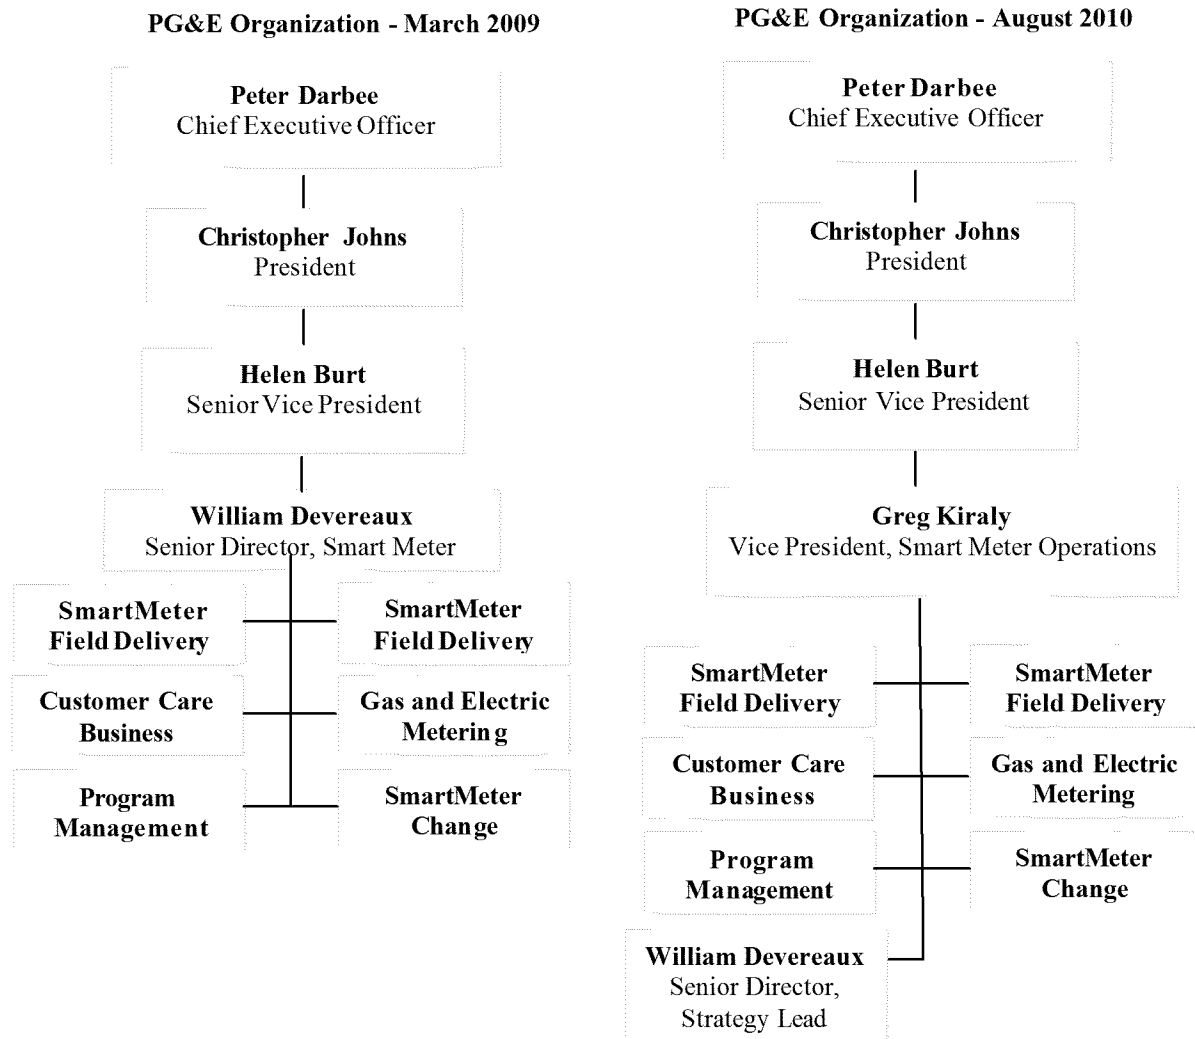 PG&E Organization - March 2009
Peter Darbee
Chief Executive Officer
Christopher Johns
President
Helen Burt
Senior Vice President
William Devereaux
Senior Director, Smart Meter
SmartMeter
Field Delivery
SmartMeter
Field Delivery
Customer Care
Business
Gas and Electric
Metering
Program
Management
SmartMeter
Change
PG&E Organization - August 2010
Peter Darbee
Chief Executive Officer
Christopher Johns
President
Helen Burt
Senior Vice President
Greg Kiraly
Vice President, Smart Meter Operations
SmartMeter
Field Delivery
SmartMeter
Field Delivery
Customer Care
Business
Gas and Electric
Metering
Program
Management
SmartMeter
Change
William Devereaux
Senior Director,
Strategy Lead